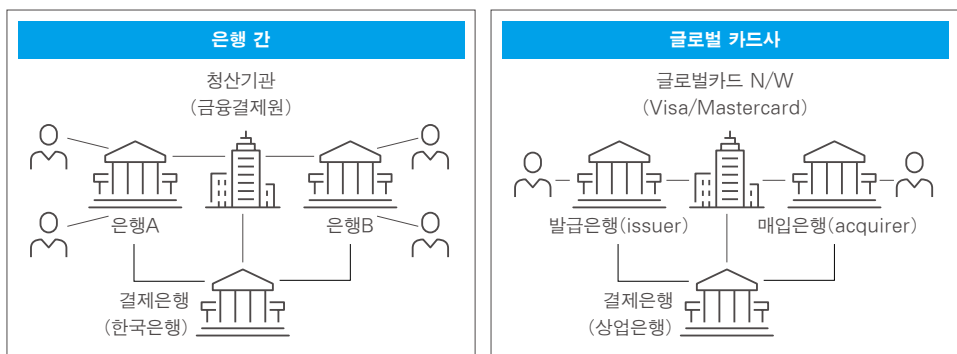 은행 간
청산기관
(금융결제원)
은행A
은행B
결제은행
(한국은행)
글로벌 카드사
글로벌카드 N/W
(Visa/Mastercard)
발급은행(issuer)
매입은행(acquirer)
결제은행
(상업은행)